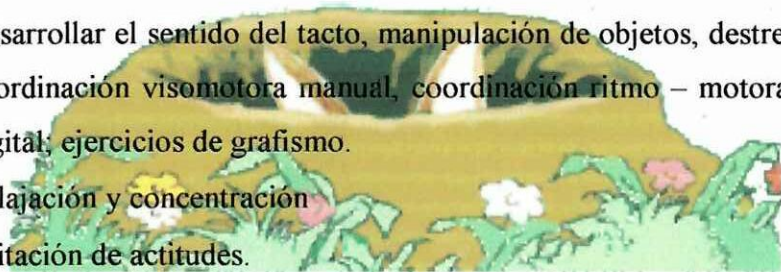 sarrollar el sentido del tacto, manipulación de objetos, destre
ordinación visomotora manual, coordinación ritmo – motora
gital; ejercicios de grafismo.
lajación y concentración
itación de actitudes.